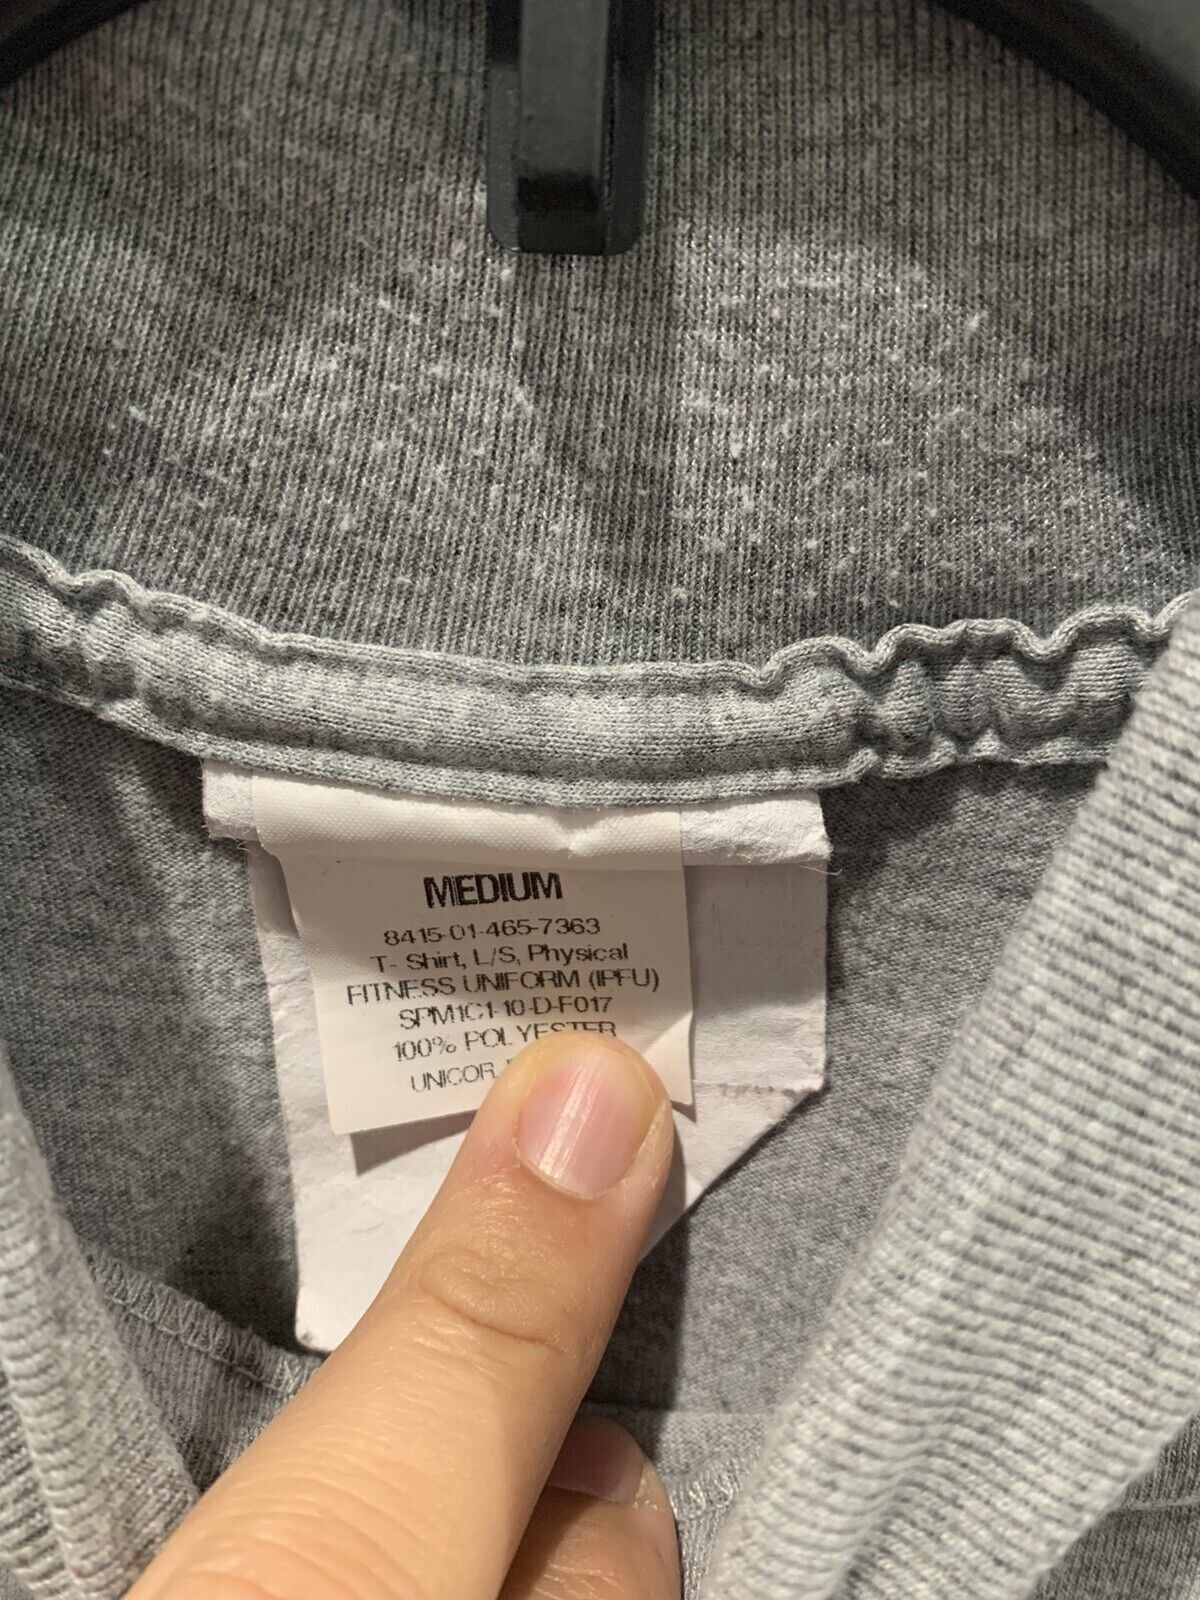 MEDIUM
8415-01-465-7363
T- Shirt, L/S, Physical
FITNESS UNIFORM (IPFU)
SPM1C1-10-D-F017
100% POLYESTER
UNICOR